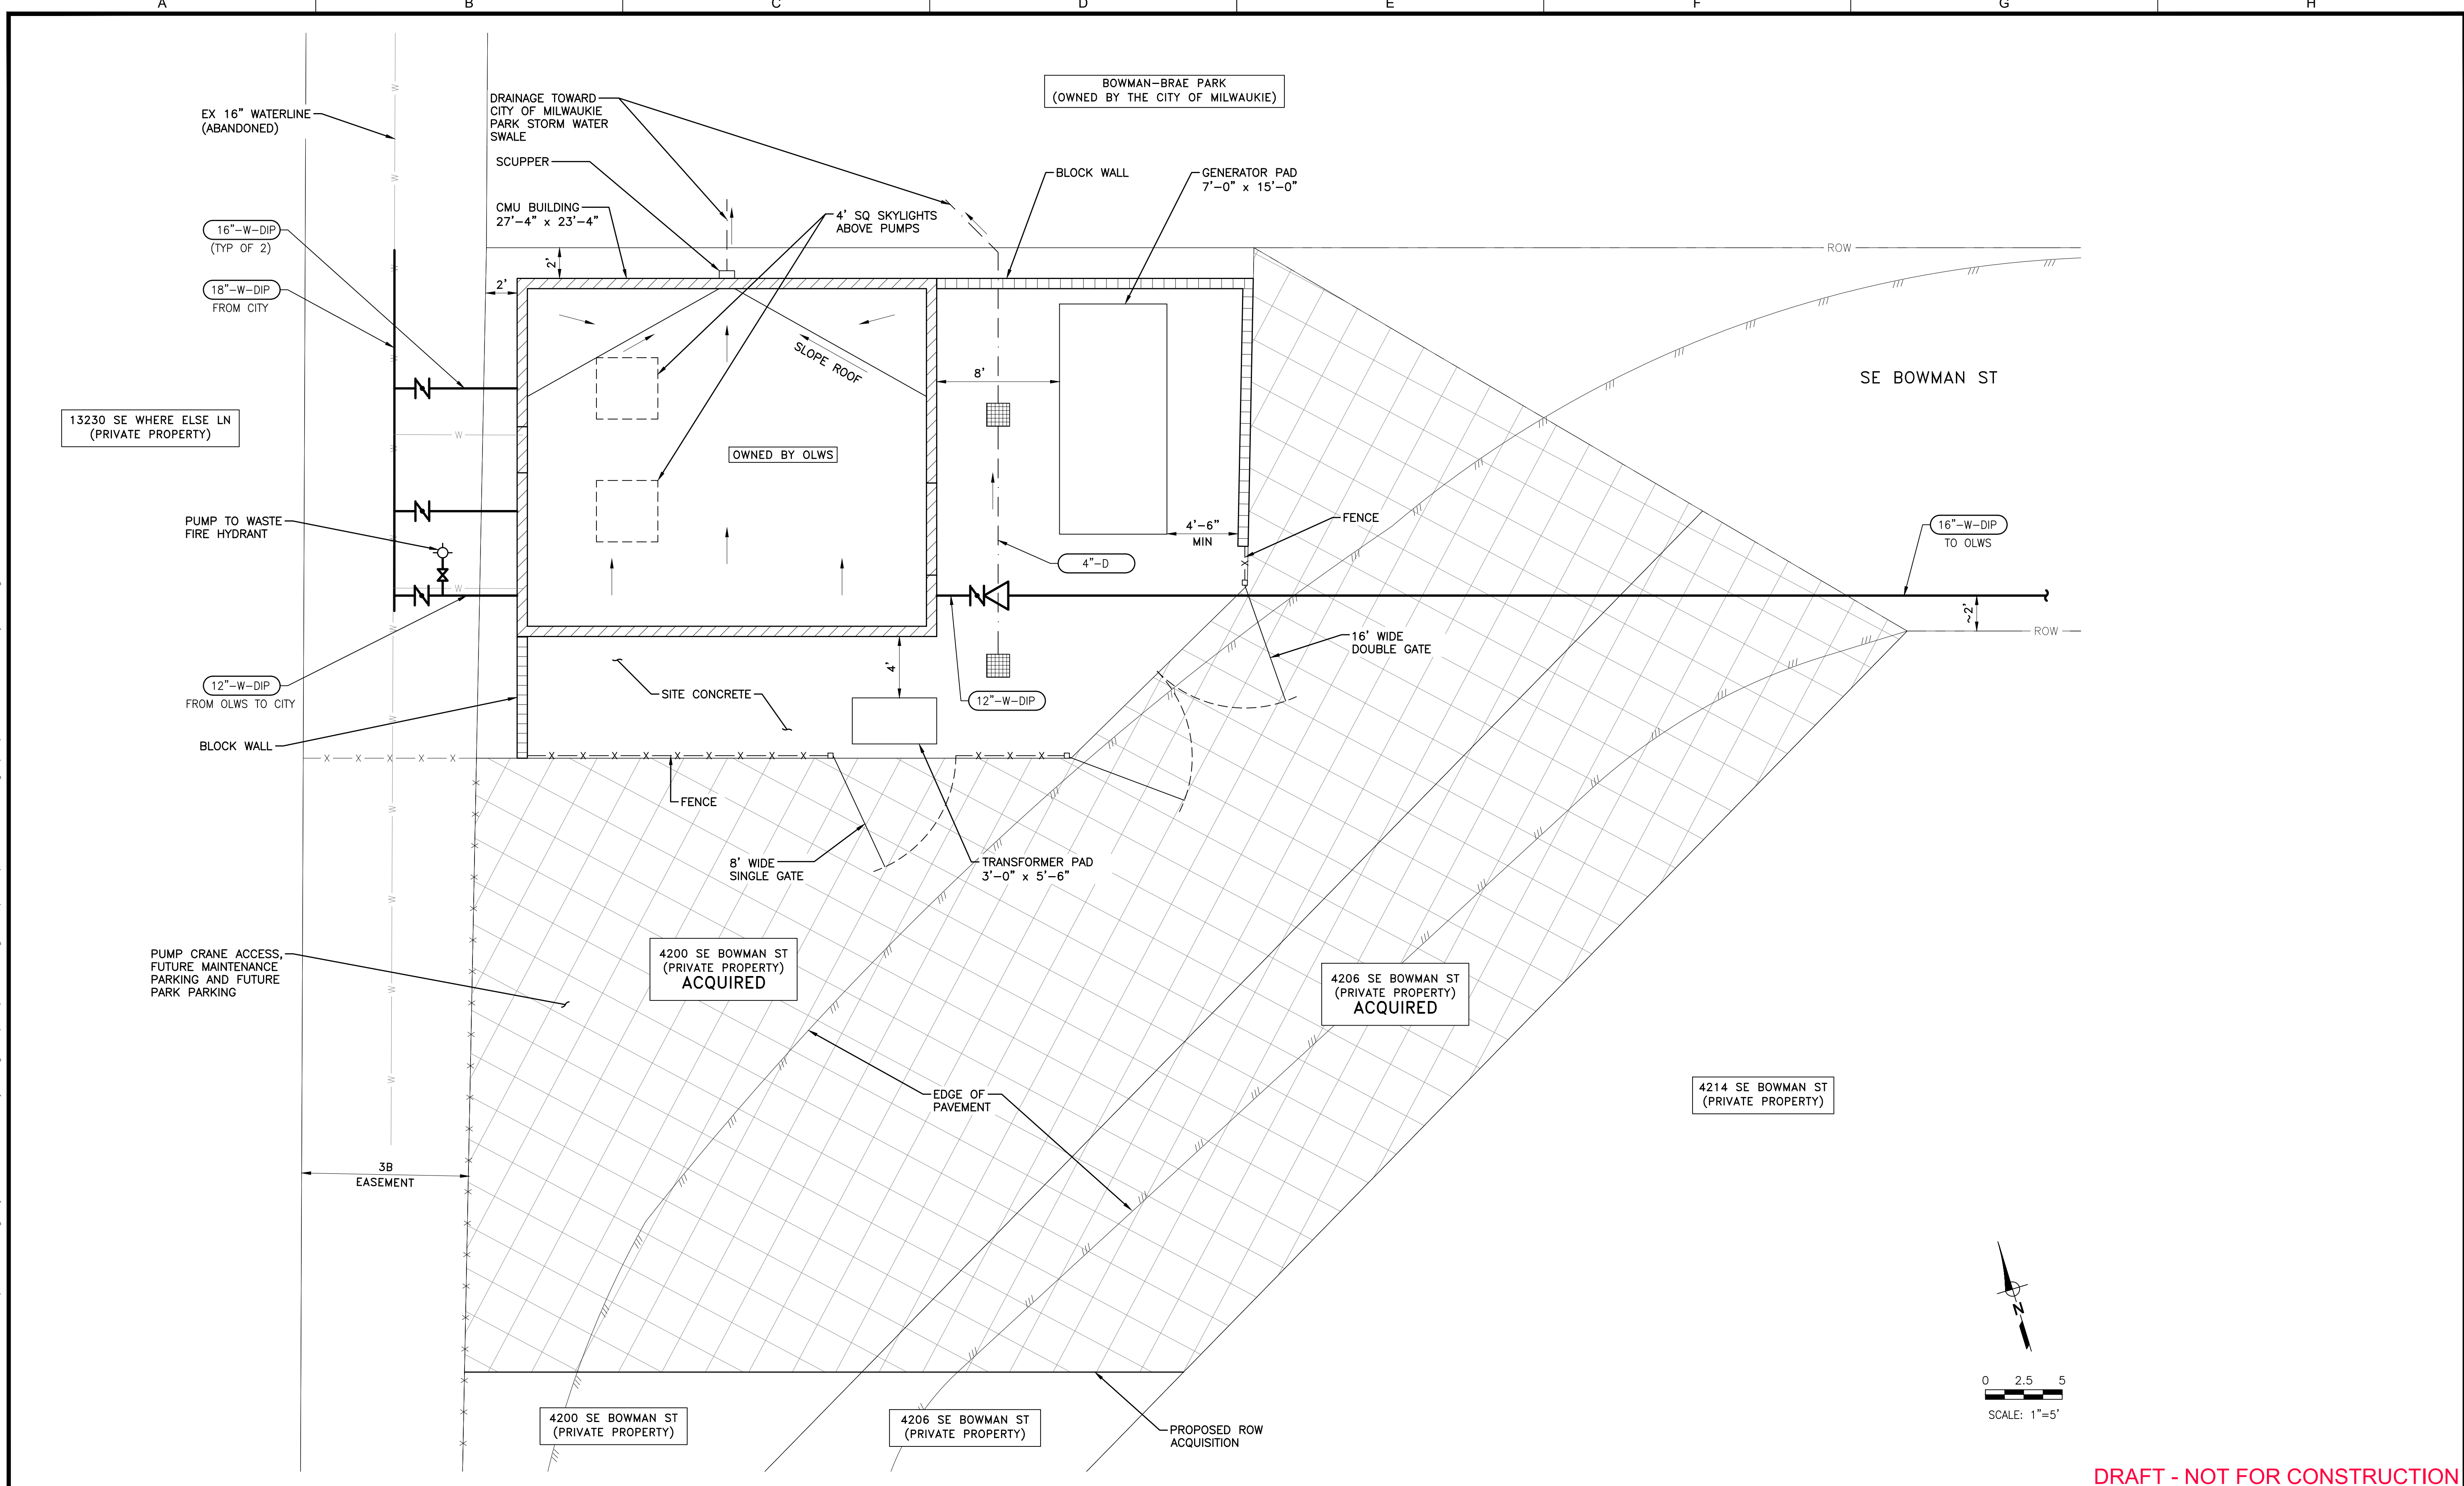 A
B
C
D
E
F
G
H
BOWMAN-BRAE PARK
(OWNED BY THE CITY OF MILWAUKIE)
EX 16" WATERLINE
(ABANDONED)
DRAINAGE TOWARD
CITY OF MILWAUKIE
PARK STORM WATER
SWALE
SCUPPER
CMU BUILDING
27'-4" x 23'-4"
4' SQ SKYLIGHTS
ABOVE PUMPS
BLOCK WALL
GENERATOR PAD
7'-0" x 15'-0"
16"-W-DIP
(TYP OF 2)
18"-W-DIP
FROM CITY
2'
2'
ROW
SE BOWMAN ST
SLOPE ROOF
8'
13230 SE WHERE ELSE LN
(PRIVATE PROPERTY)
OWNED BY OLWS
PUMP TO WASTE
FIRE HYDRANT
4'-6"
MIN
FENCE
16"-W-DIP
TO OLWS
4"-D
~2'
ROW
16' WIDE
DOUBLE GATE
12"-W-DIP
FROM OLWS TO CITY
SITE CONCRETE
4'
12"-W-DIP
BLOCK WALL
FENCE
8' WIDE
SINGLE GATE
TRANSFORMER PAD
3'-0" x 5'-6"
PUMP CRANE ACCESS,
FUTURE MAINTENANCE
PARKING AND FUTURE
PARK PARKING
4200 SE BOWMAN ST
(PRIVATE PROPERTY)
ACQUIRED
4206 SE BOWMAN ST
(PRIVATE PROPERTY)
ACQUIRED
EDGE OF
PAVEMENT
4214 SE BOWMAN ST
(PRIVATE PROPERTY)
3B
EASEMENT
N
0 2.5 5
SCALE: 1"=5'
4200 SE BOWMAN ST
(PRIVATE PROPERTY)
4206 SE BOWMAN ST
(PRIVATE PROPERTY)
PROPOSED ROW
ACQUISITION
DRAFT - NOT FOR CONSTRUCTION